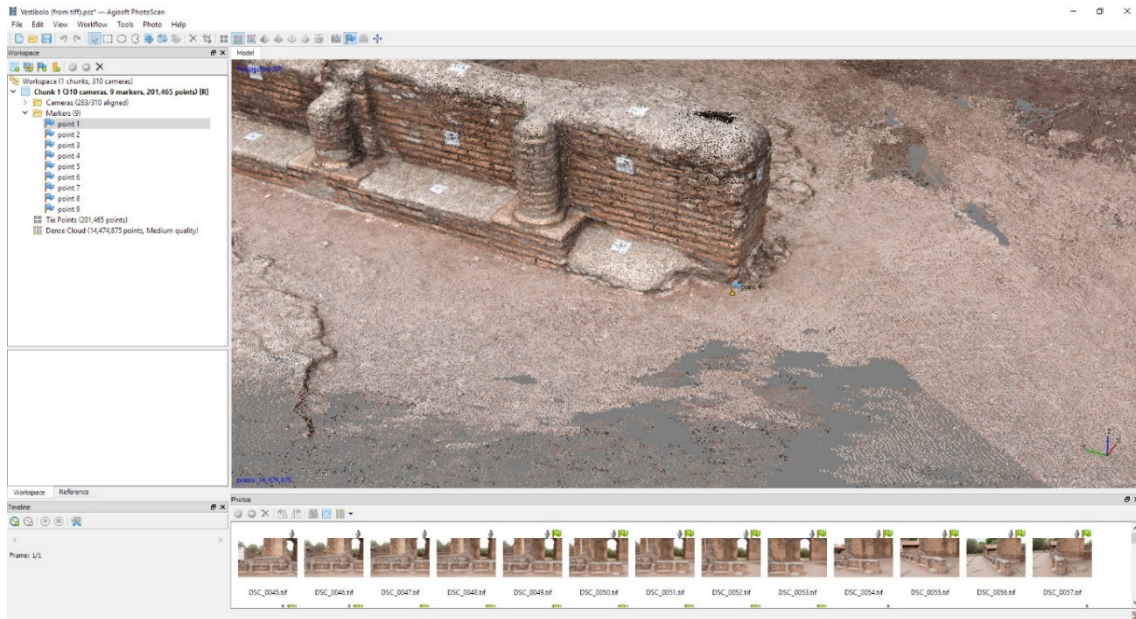 Vestibolo (from tiff).psz* — Agisoft PhotoScan
File Edit View Workflow Tools Photo Help
Workspace
Model
Workspace (1 chunks, 310 cameras)
Chunk 1 (310 cameras, 9 markers, 201,465 points) [R]
Cameras (283/310 aligned)
Markers (9)
point 1
point 2
point 3
point 4
point 5
point 6
point 7
point 8
point 9
Tie Points (201,465 points)
Dense Cloud (14,474,875 points, Medium quality)
points: 14,474,875
Workspace Reference
Timeline
Frame: 1/1
Photos
DSC_0045.tif DSC_0046.tif DSC_0047.tif DSC_0048.tif DSC_0049.tif DSC_0050.tif DSC_0051.tif DSC_0052.tif DSC_0053.tif DSC_0054.tif DSC_0055.tif DSC_0056.tif DSC_0057.tif